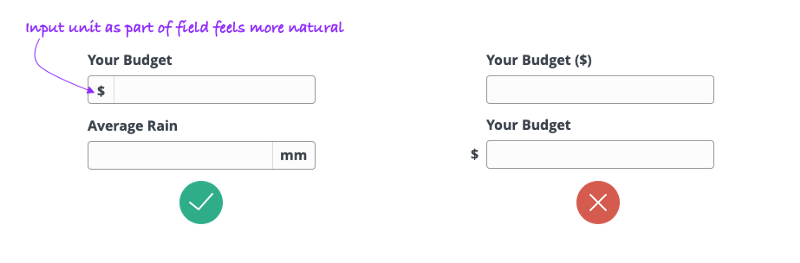 Input unit as part of field feels more natural
Your Budget
$
Average Rain
mm
Your Budget ($)
Your Budget
$